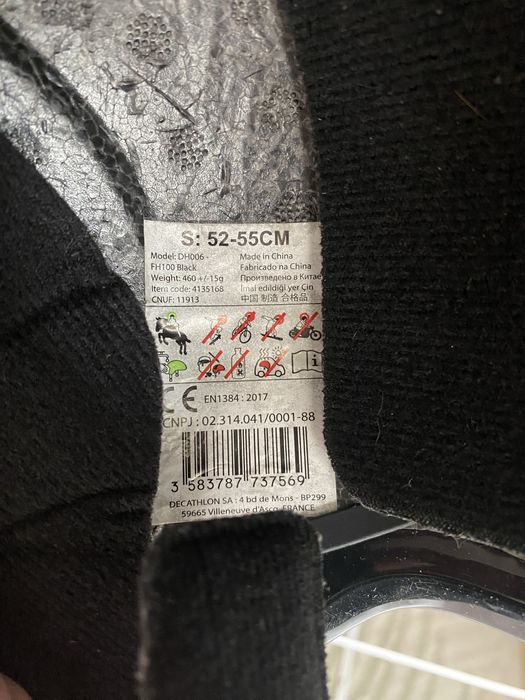 S: 52-55CM
Model: DH006 -
FH100 Black
Weight: 460 +/- 15g
Item code: 4135168
CNUF: 11913
Made in China
Fabricado na China
Произведено в Китае
İmal edildiği yer Çin
中国 制造 合格品
CE EN1384 : 2017
CNPJ : 02.314.041/0001-88
3 583787 737569
DECATHLON SA : 4 bd de Mons - BP299
59665 Villeneuve d'Ascq FRANCE